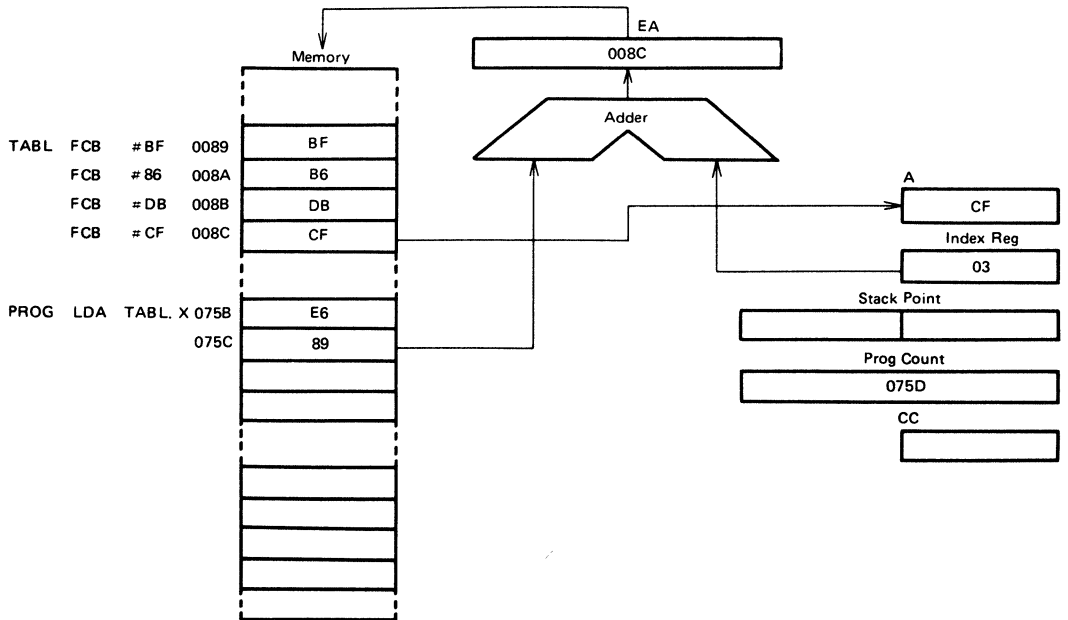 EA
008C
Memory
Adder
TABL FCB #BF 0089 BF
FCB #86 008A B6
FCB #DB 008B DB
FCB #CF 008C CF
A
CF
Index Reg
03
PROG LDA TABL. X 075B E6
075C 89
Stack Point
Prog Count
075D
CC